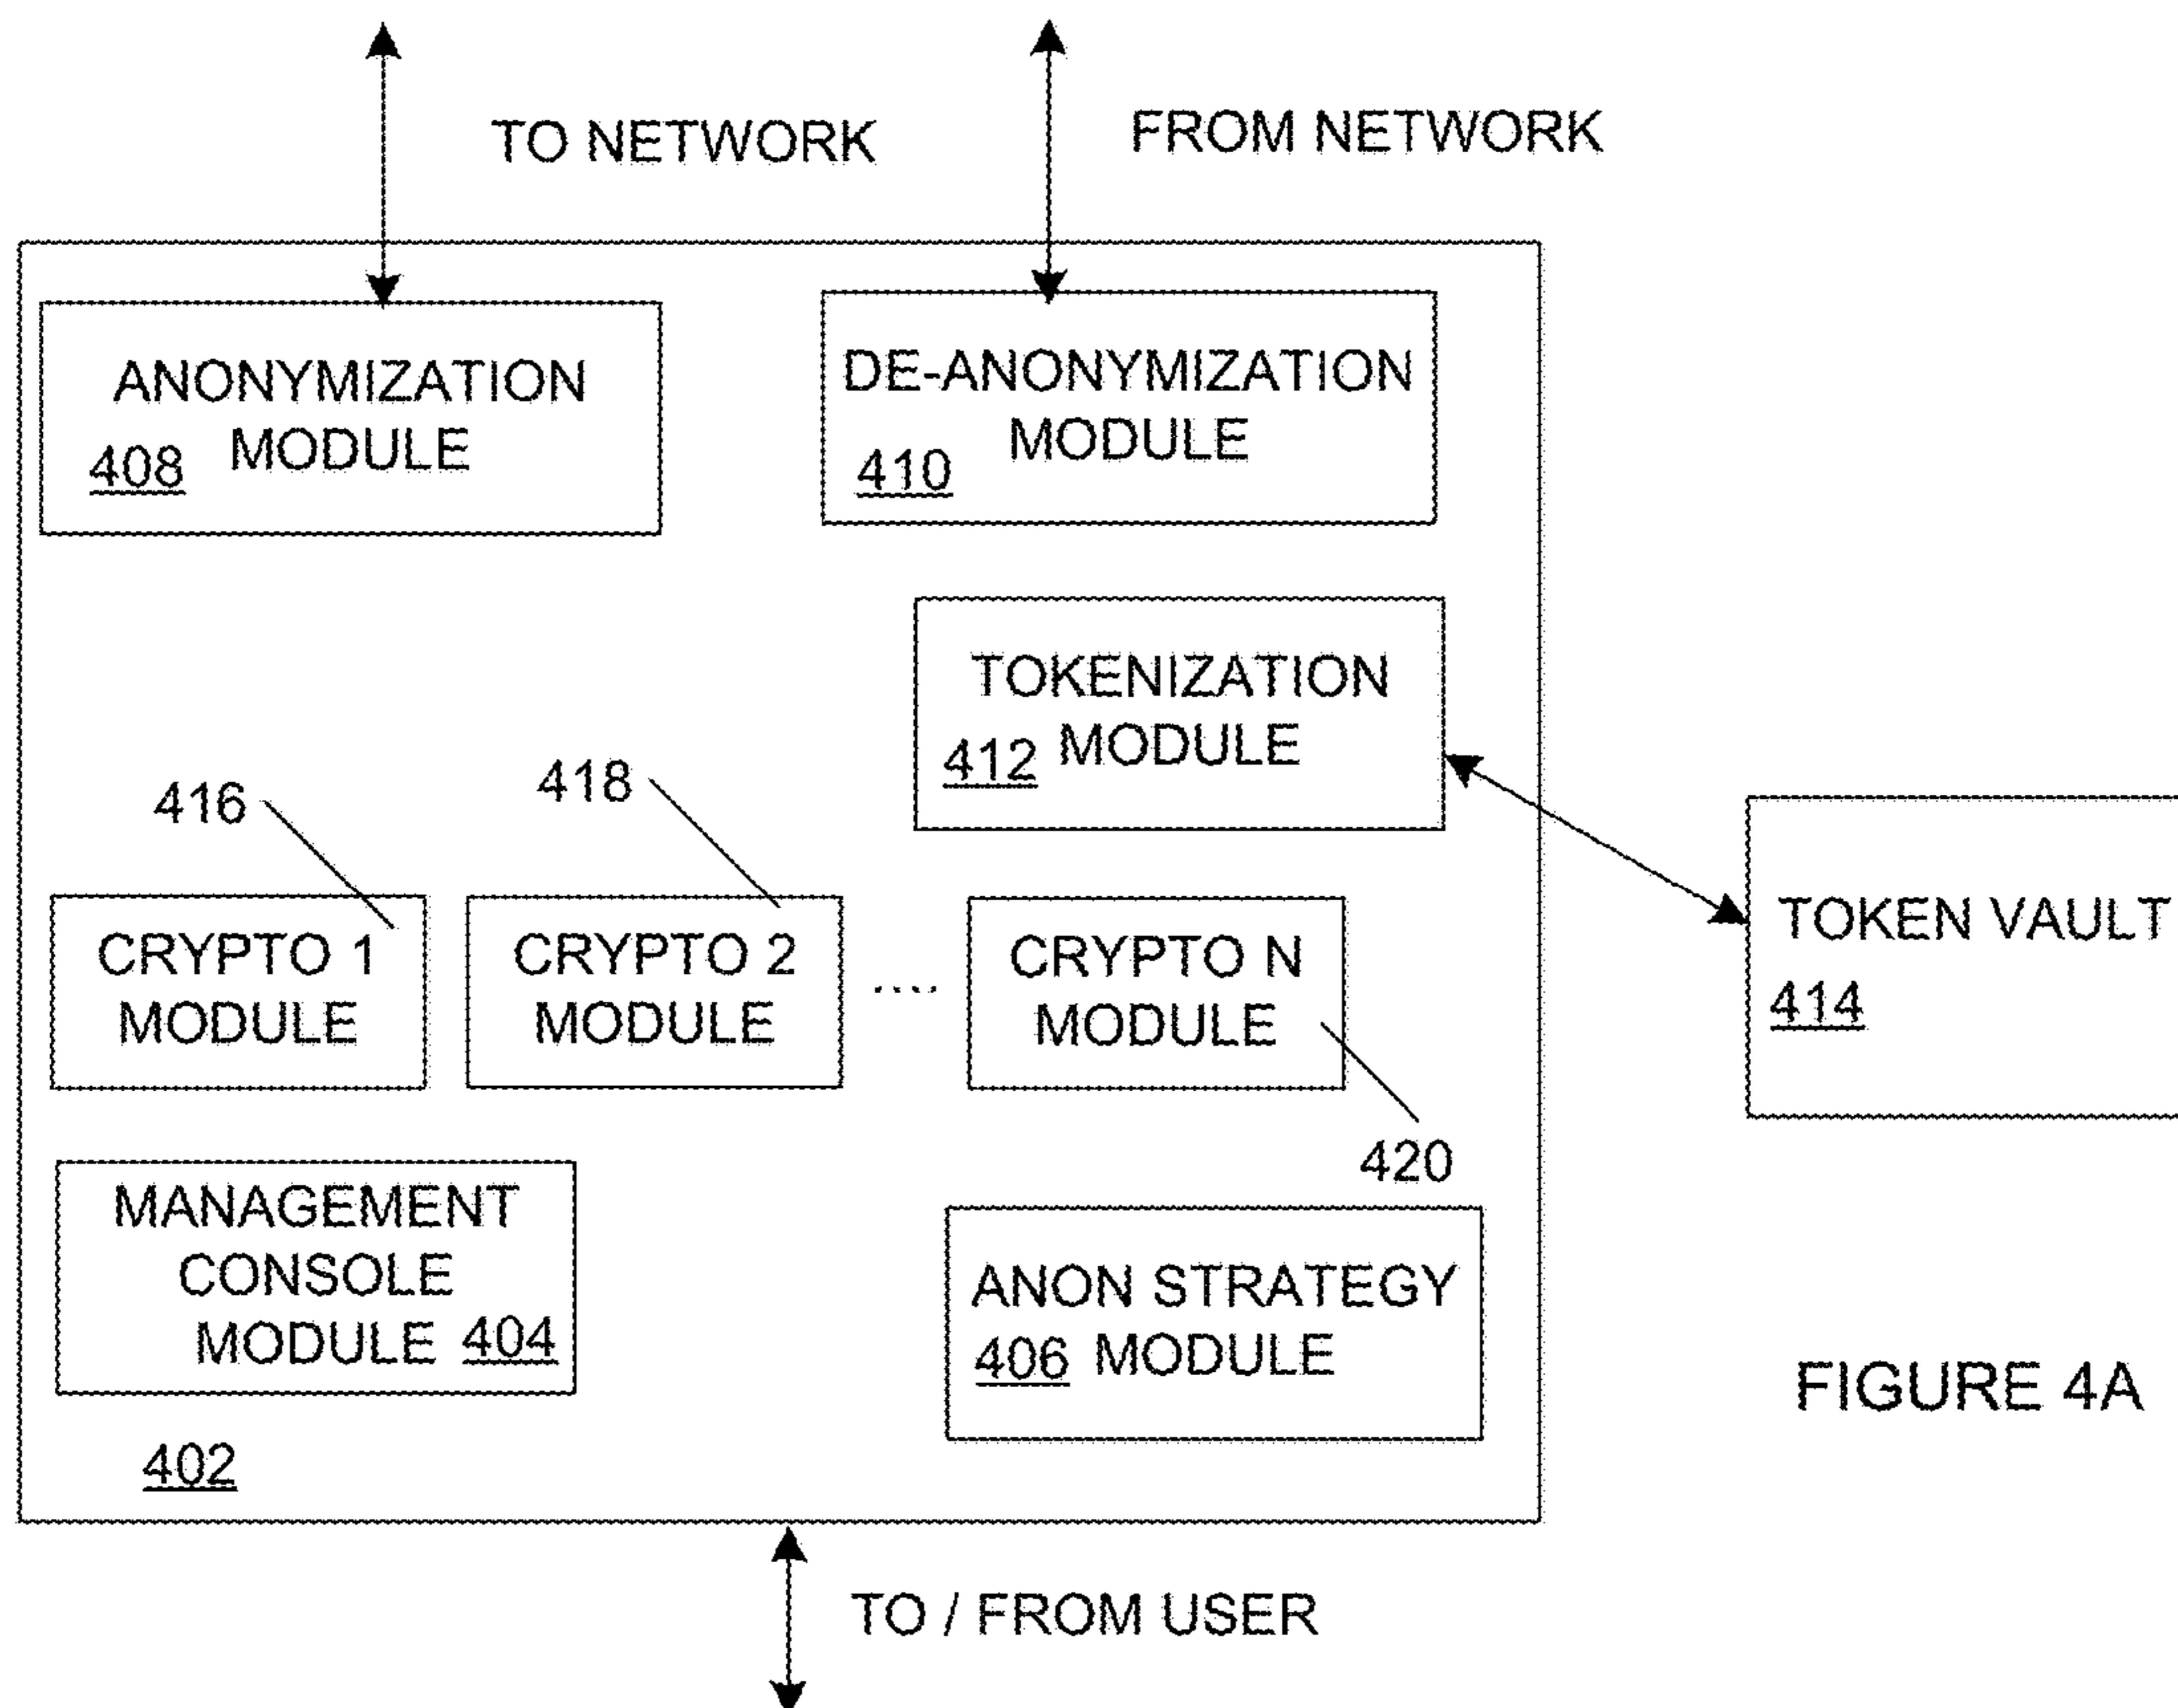 TO NETWORK
FROM NETWORK
ANONYMIZATION
MODULE
408
DE-ANONYMIZATION
MODULE
410
TOKENIZATION
MODULE
412
416
418
CRYPTO 1
MODULE
CRYPTO 2
MODULE
....
CRYPTO N
MODULE
TOKEN VAULT
414
420
MANAGEMENT
CONSOLE
MODULE 404
ANON STRATEGY
406 MODULE
402
FIGURE 4A
TO / FROM USER